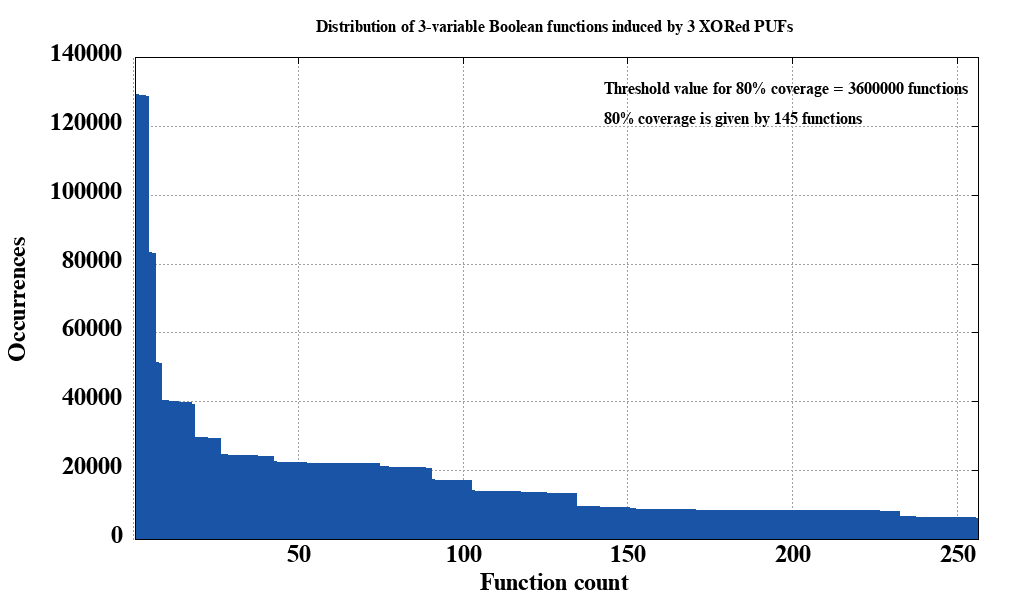 Distribution of 3-variable Boolean functions induced by 3 XORed PUFs
140000
Threshold value for 80% coverage = 3600000 functions
80% coverage is given by 145 functions
120000
100000
80000
60000
40000
20000
0
Occurrences
50 100 150 200 250
Function count